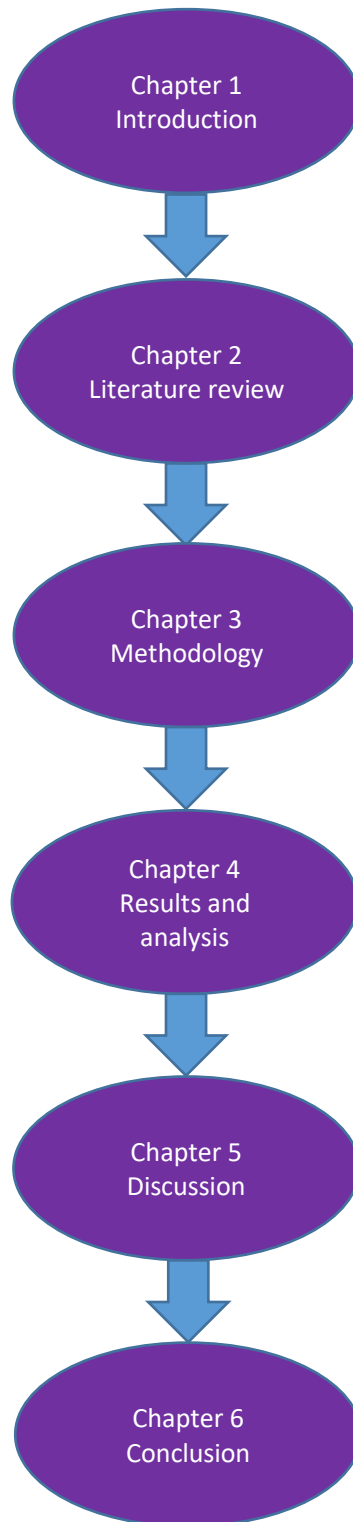 Chapter 1
Introduction
Chapter 2
Literature review
Chapter 3
Methodology
Chapter 4
Results and
analysis
Chapter 5
Discussion
Chapter 6
Conclusion